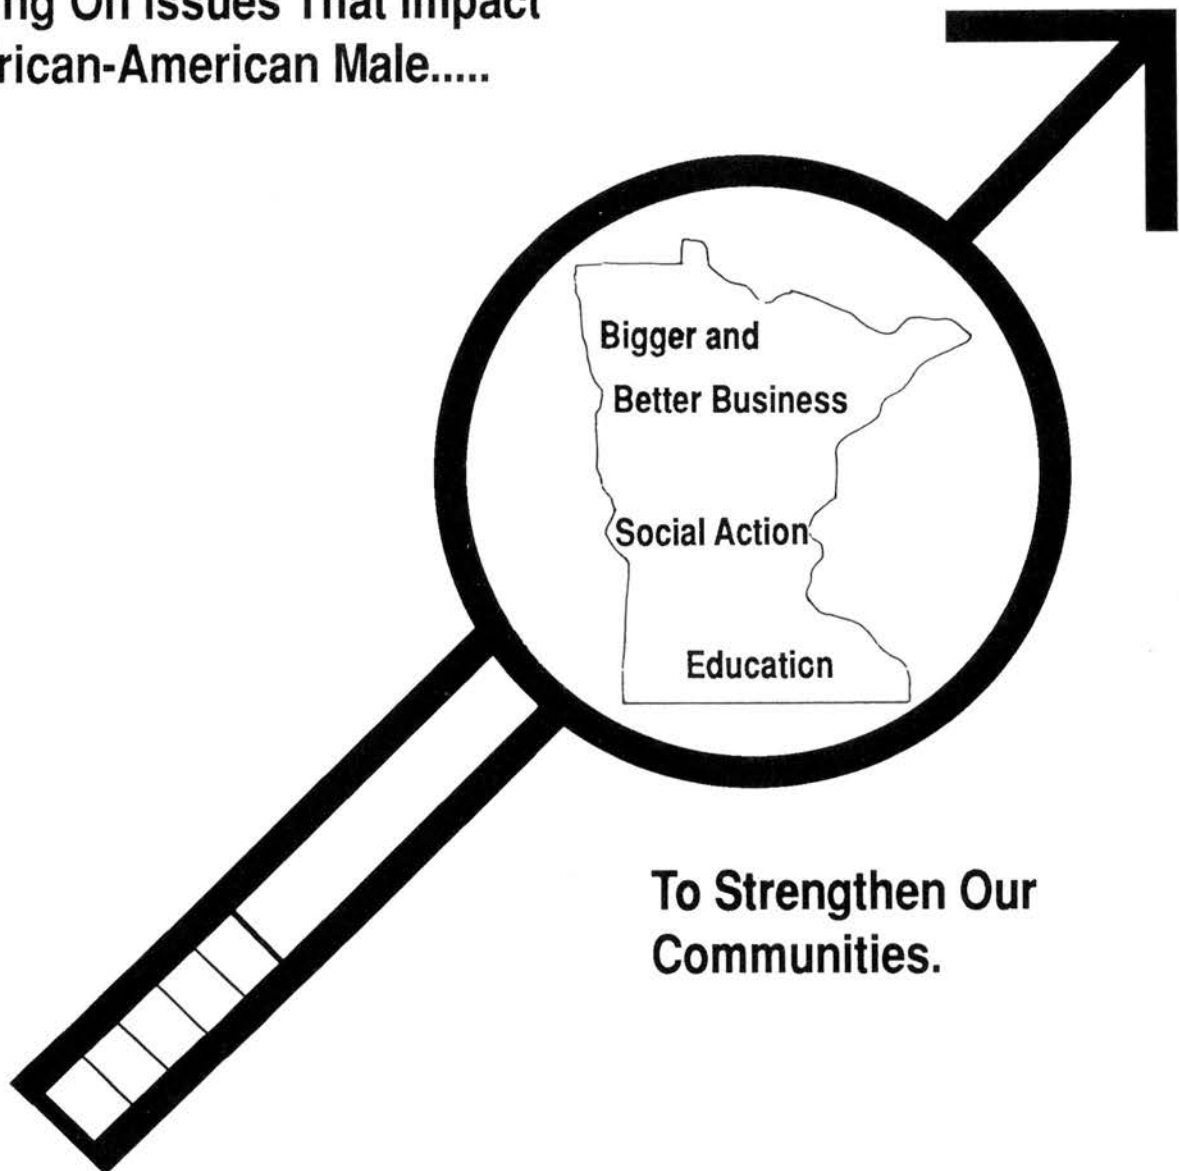 ng On Issues That Impact
rican-American Male.....
Bigger and
Better Business
Social Action
Education
To Strengthen Our
Communities.